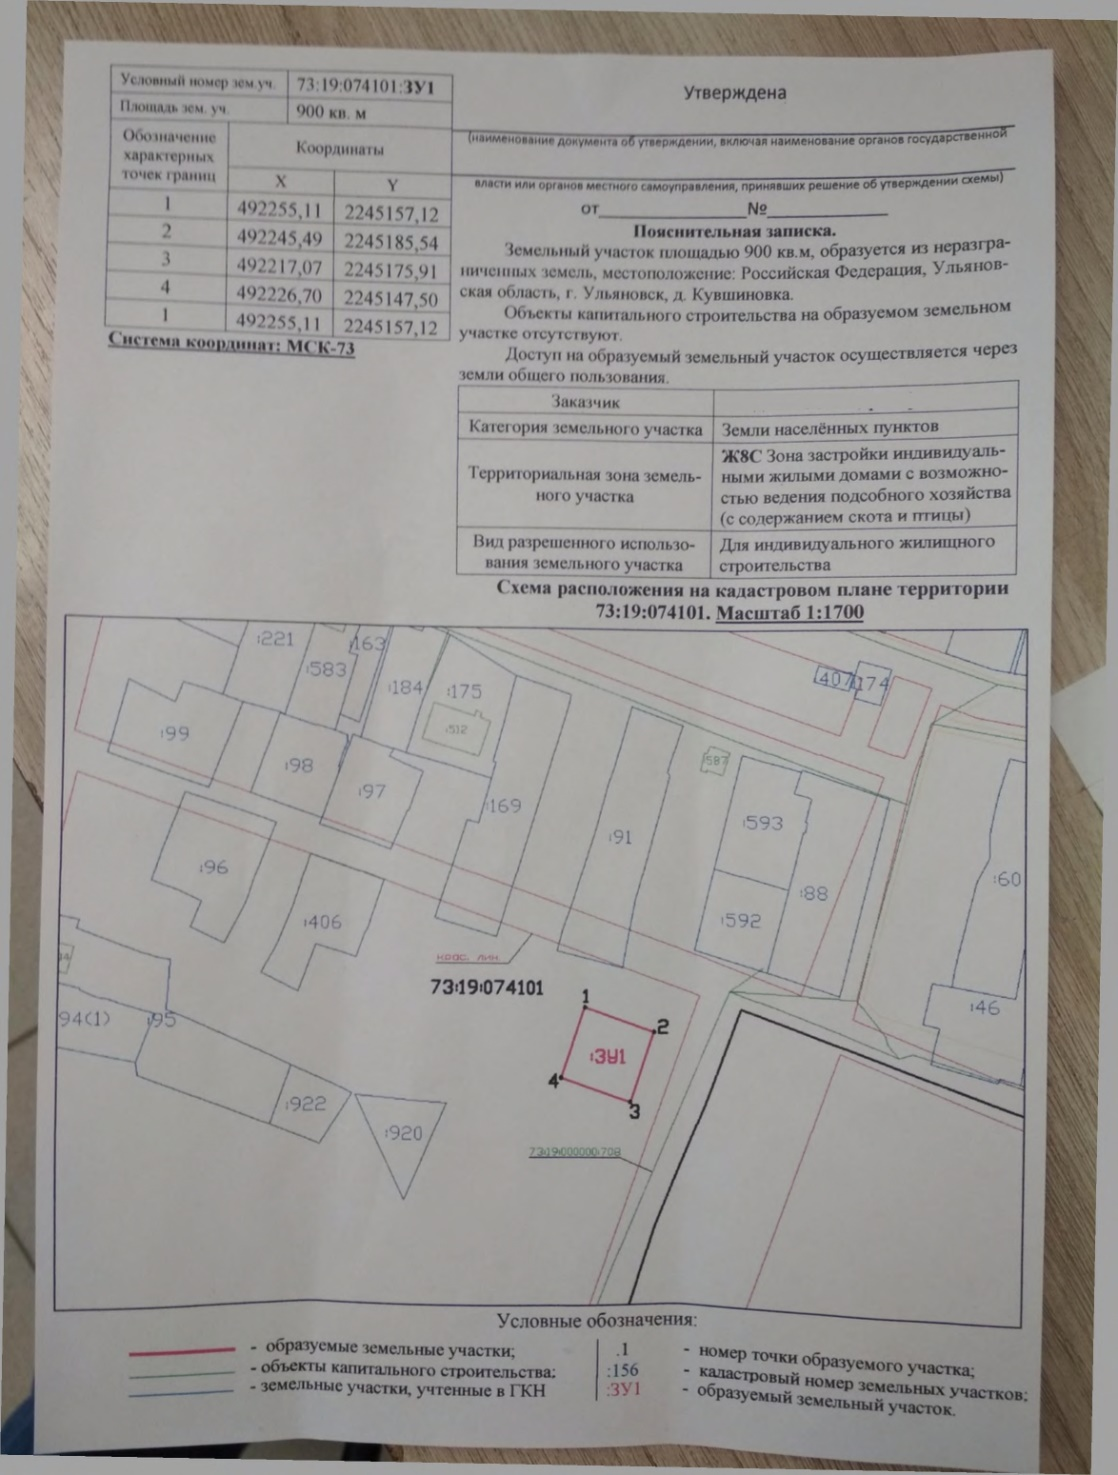 Условный номер зем.уч. 73:19:074101:ЗУ1
Площадь зем. уч. 900 кв. м
Обозначение характерных точек границ
Координаты
X Y
1 492255,11 2245157,12
2 492245,49 2245185,54
3 492217,07 2245175,91
4 492226,70 2245147,50
1 492255,11 2245157,12
Система координат: МСК-73
Утверждена
(наименование документа об утверждении, включая наименование органов государственной
власти или органов местного самоуправления, принявших решение об утверждении схемы)
от_______________№____________
Пояснительная записка.
Земельный участок площадью 900 кв.м, образуется из неразгра-
ниченных земель, местоположение: Российская Федерация, Ульянов-
ская область, г. Ульяновск, д. Кувшиновка.
Объекты капитального строительства на образуемом земельном
участке отсутствуют.
Доступ на образуемый земельный участок осуществляется через
земли общего пользования.
Заказчик
Категория земельного участка Земли населённых пунктов
Территориальная зона земель-
ного участка
Ж8С Зона застройки индивидуаль-
ными жилыми домами с возможно-
стью ведения подсобного хозяйства
(с содержанием скота и птицы)
Вид разрешенного использо-
вания земельного участка
Для индивидуального жилищного
строительства
Схема расположения на кадастровом плане территории
73:19:074101. Масштаб 1:1700
:221
:583
:163
:184
:175
:512
:407
:174
:99
:98
:97
:169
:91
:587
:593
:592
:88
:60
:46
:96
:406
крас. лин.
73:19:074101
1
2
:ЗУ1
4
3
94(1)
:95
:922
:920
73:19:000000:708
Условные обозначения:
- образуемые земельные участки;
- объекты капитального строительства;
- земельные участки, учтенные в ГКН
.1 - номер точки образуемого участка;
:156 - кадастровый номер земельных участков;
:ЗУ1 - образуемый земельный участок.